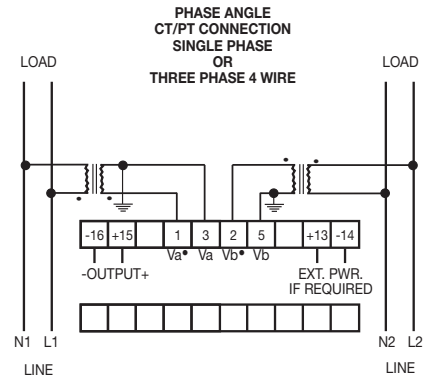 PHASE ANGLE
CT/PT CONNECTION
SINGLE PHASE
OR
THREE PHASE 4 WIRE
LOAD
LOAD
-16 +15 1 3 2 5 +13 -14
Va• Va Vb• Vb
-OUTPUT+
EXT. PWR.
IF REQUIRED
N1 L1
N2 L2
LINE
LINE